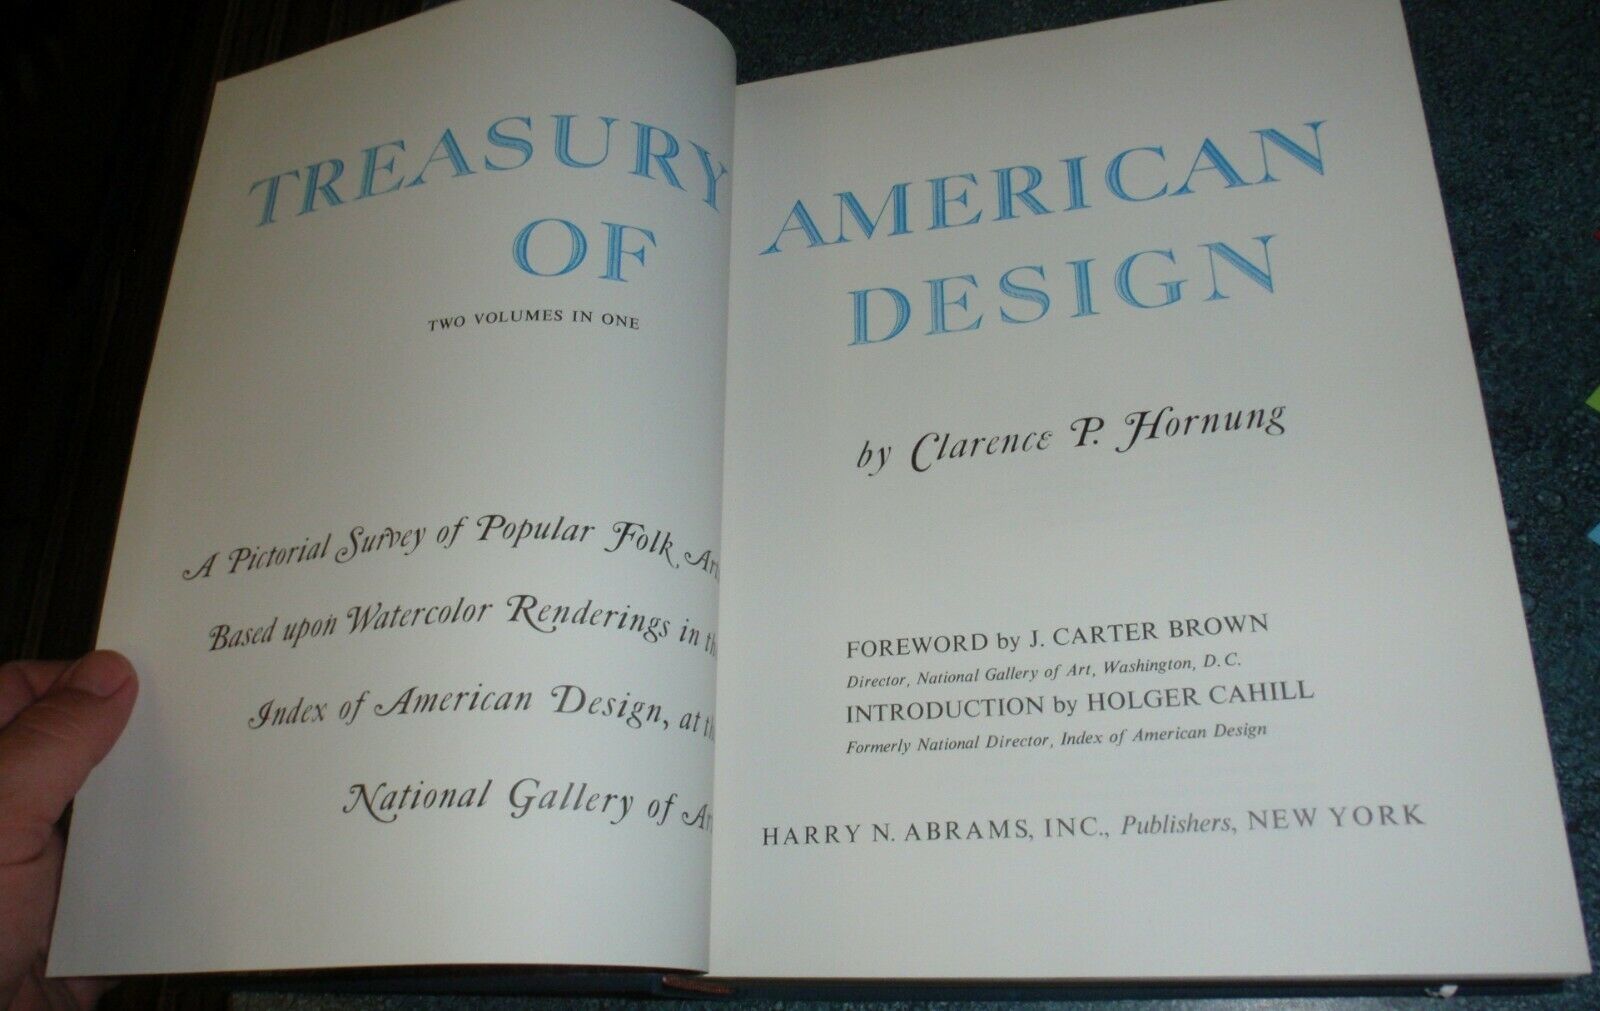 TREASURY
OF
TWO VOLUMES IN ONE
A Pictorial Survey of Popular Folk
Based upon Watercolor Renderings in
Index of American Design, at
National Gallery of
AMERICAN
DESIGN
by Clarence P. Hornung
FOREWORD by J. CARTER BROWN
Director, National Gallery of Art, Washington, D.C.
INTRODUCTION by HOLGER CAHILL
Formerly National Director, Index of American Design
HARRY N. ABRAMS, INC., Publishers, NEW YORK